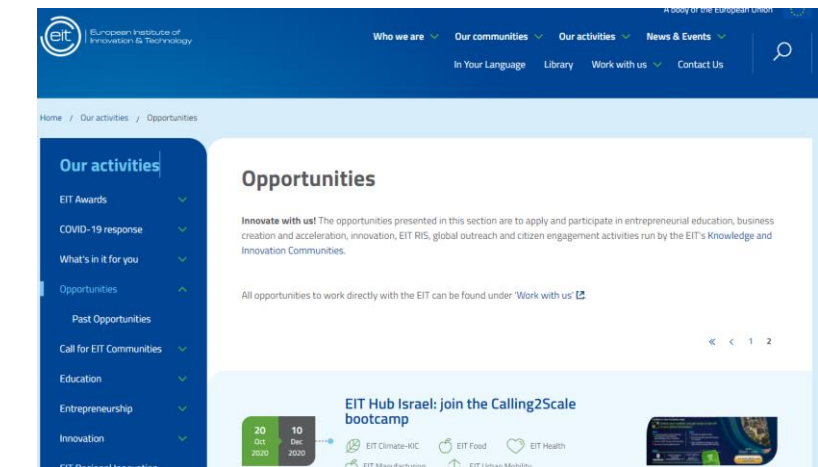 A body of the European Union
eit
European Institute of
Innovation & Technology
Who we are Our communities Our activities News & Events
In Your Language Library Work with us Contact Us
Home / Our activities / Opportunities
Our activities
EIT Awards
COVID-19 response
What's in it for you
Opportunities
Past Opportunities
Call for EIT Communities
Education
Entrepreneurship
Innovation
EIT Regional Innovation
Opportunities
Innovate with us! The opportunities presented in this section are to apply and participate in entrepreneurial education, business
creation and acceleration, innovation, EIT RIS, global outreach and citizen engagement activities run by the EIT's Knowledge and
Innovation Communities.
All opportunities to work directly with the EIT can be found under 'Work with us'
« < 1 2
20
Oct
2020
10
Dec
2020
EIT Hub Israel: join the Calling2Scale
bootcamp
EIT Climate-KIC EIT Food EIT Health
EIT Manufacturing EIT Urban Mobility